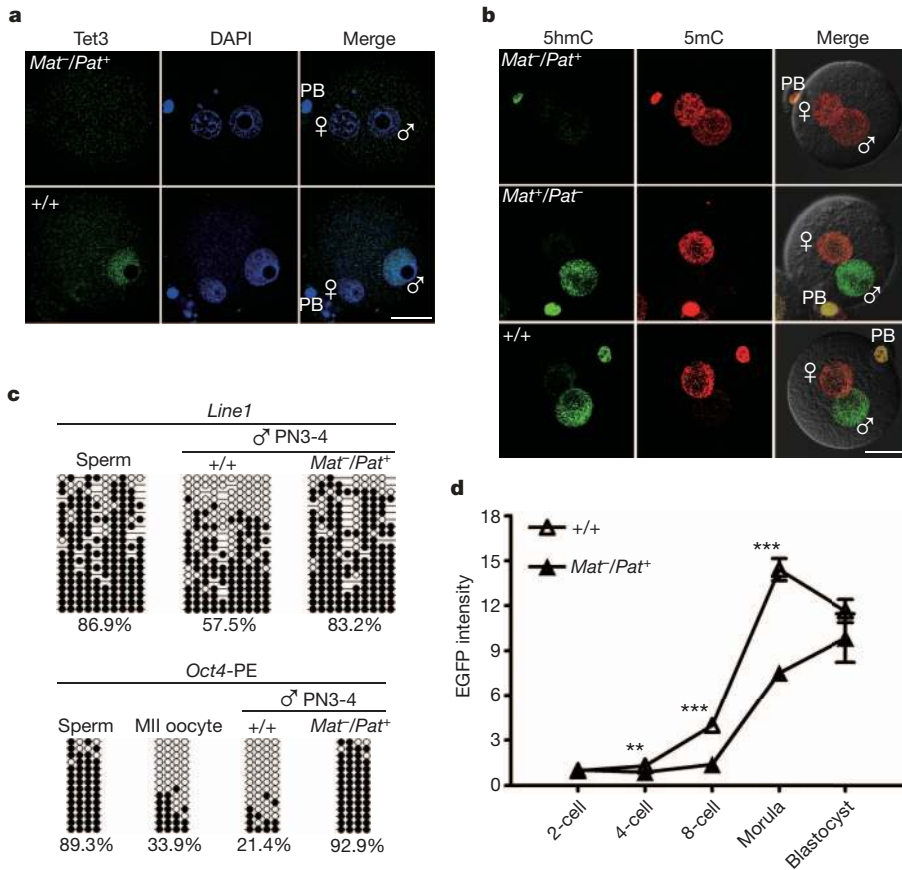 a
Tet3 DAPI Merge
Mat⁻/Pat⁺
PB
♀
♂
PB
♀
♂
+/+
PB
♀
♂
b
5hmC 5mC Merge
Mat⁻/Pat⁺
PB
♀
♂
Mat⁺/Pat⁻
♀
PB
♂
+/+
PB
♀
♂
c
Line1
♂ PN3-4
Sperm +/+ Mat⁻/Pat⁺
86.9% 57.5% 83.2%
Oct4-PE
♂ PN3-4
Sperm MII oocyte +/+ Mat⁻/Pat⁺
89.3% 33.9% 21.4% 92.9%
d
EGFP intensity
18
15
12
9
6
3
0
+/+
Mat⁻/Pat⁺
**
***
***
2-cell
4-cell
8-cell
Morula
Blastocyst